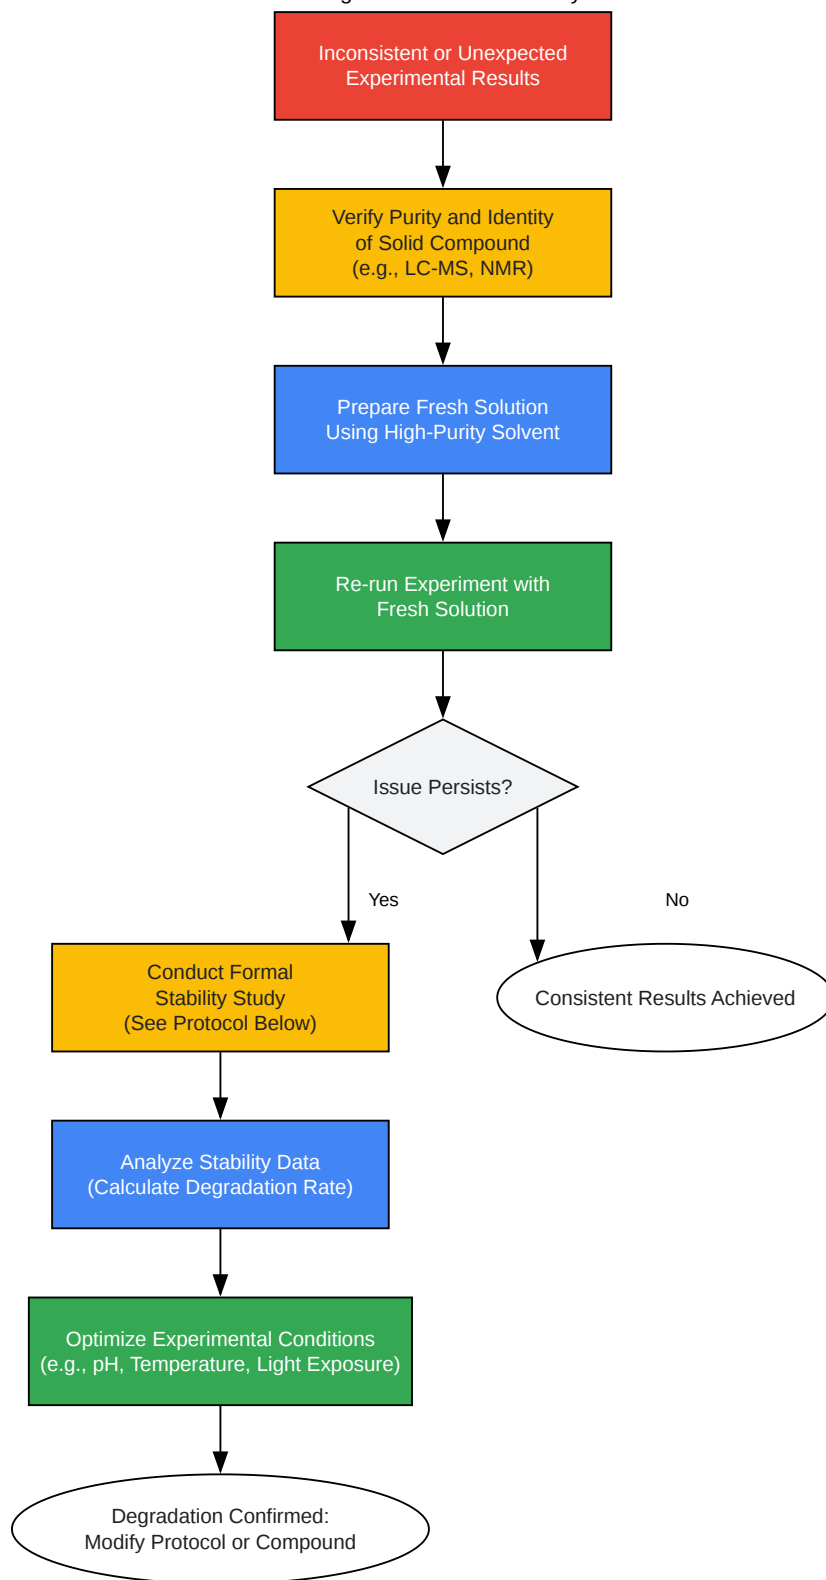 Inconsistent or Unexpected
Experimental Results
Verify Purity and Identity
of Solid Compound
(e.g., LC-MS, NMR)
Prepare Fresh Solution
Using High-Purity Solvent
Re-run Experiment with
Fresh Solution
Issue Persists?
Yes
No
Conduct Formal
Stability Study
(See Protocol Below)
Consistent Results Achieved
Analyze Stability Data
(Calculate Degradation Rate)
Optimize Experimental Conditions
(e.g., pH, Temperature, Light Exposure)
Degradation Confirmed:
Modify Protocol or Compound